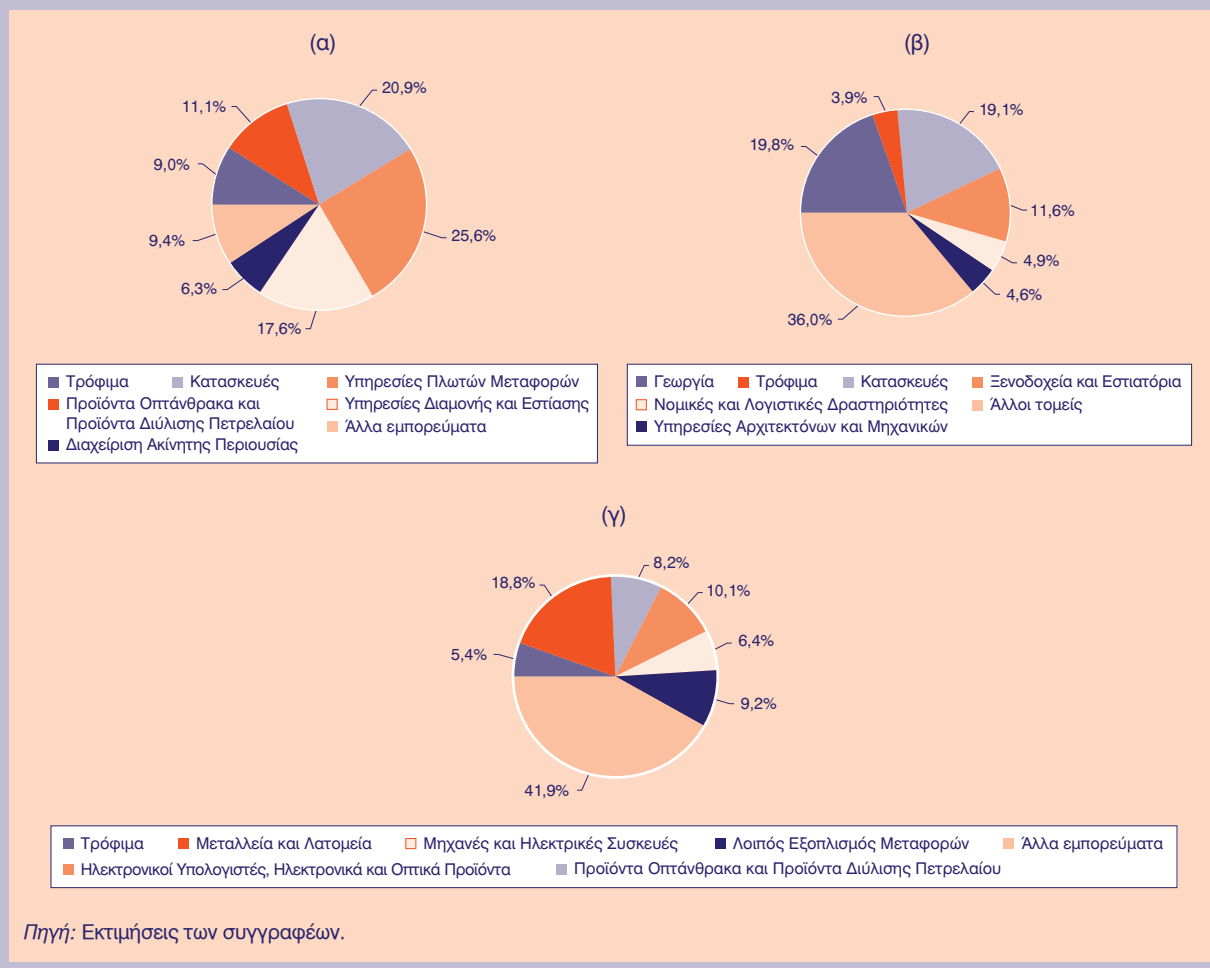 (α)
20,9%
11,1%
9,0%
25,6%
9,4%
6,3%
17,6%
Τρόφιμα
Κατασκευές
Υπηρεσίες Πλωτών Μεταφορών
Προϊόντα Οπτάνθρακα και
Προϊόντα Διύλισης Πετρελαίου
Υπηρεσίες Διαμονής και Εστίασης
Άλλα εμπορεύματα
Διαχείριση Ακίνητης Περιουσίας
(β)
3,9%
19,1%
19,8%
11,6%
4,9%
4,6%
36,0%
Γεωργία
Τρόφιμα
Κατασκευές
Ξενοδοχεία και Εστιατόρια
Νομικές και Λογιστικές Δραστηριότητες
Άλλοι τομείς
Υπηρεσίες Αρχιτεκτόνων και Μηχανικών
(γ)
8,2%
18,8%
10,1%
6,4%
5,4%
9,2%
41,9%
Τρόφιμα
Μεταλλεία και Λατομεία
Μηχανές και Ηλεκτρικές Συσκευές
Λοιπός Εξοπλισμός Μεταφορών
Άλλα εμπορεύματα
Ηλεκτρονικοί Υπολογιστές, Ηλεκτρονικά και Οπτικά Προϊόντα
Προϊόντα Οπτάνθρακα και Προϊόντα Διύλισης Πετρελαίου
Πηγή: Εκτιμήσεις των συγγραφέων.